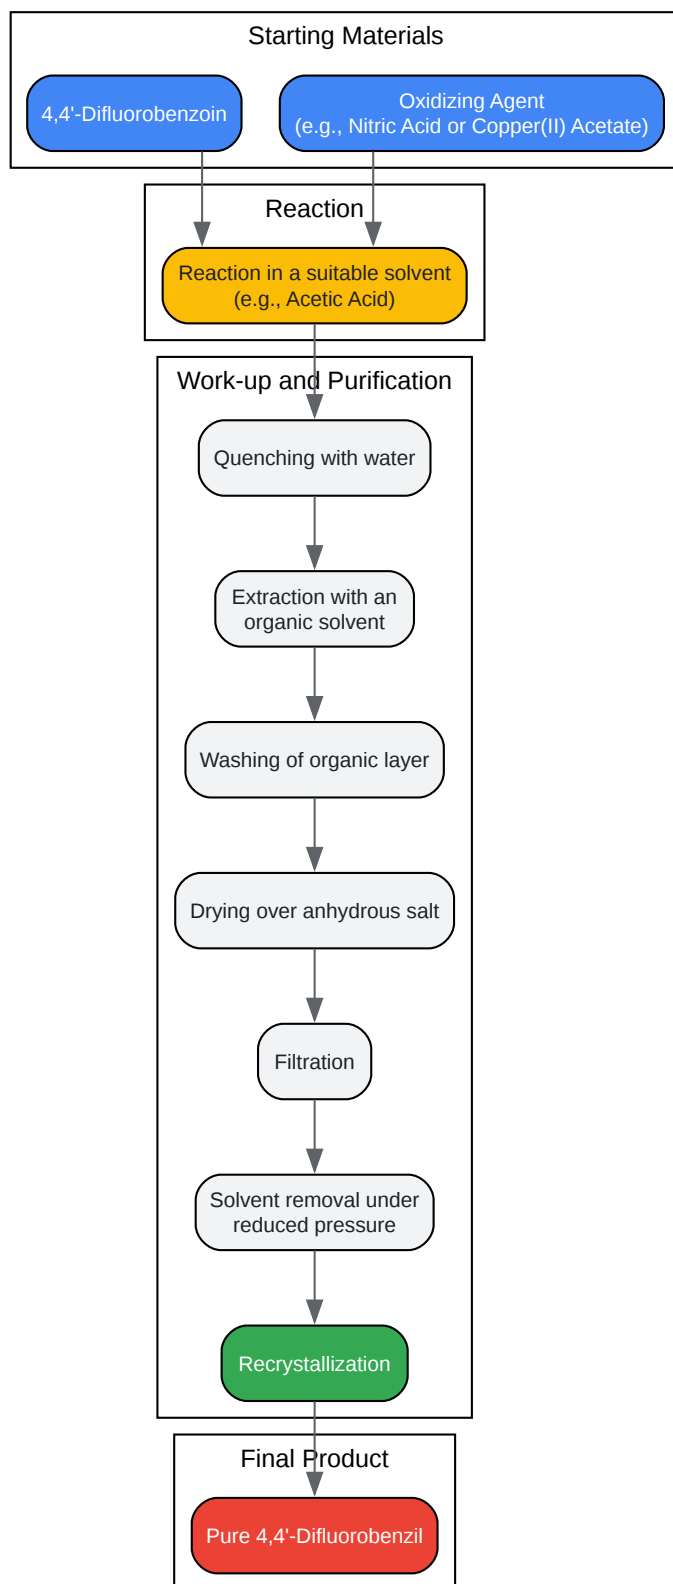 Starting Materials
4,4'-Difluorobenzoin
Oxidizing Agent
(e.g., Nitric Acid or Copper(II) Acetate)
Reaction
Reaction in a suitable solvent
(e.g., Acetic Acid)
Work-up and Purification
Quenching with water
Extraction with an
organic solvent
Washing of organic layer
Drying over anhydrous salt
Filtration
Solvent removal under
reduced pressure
Recrystallization
Final Product
Pure 4,4'-Difluorobenzil